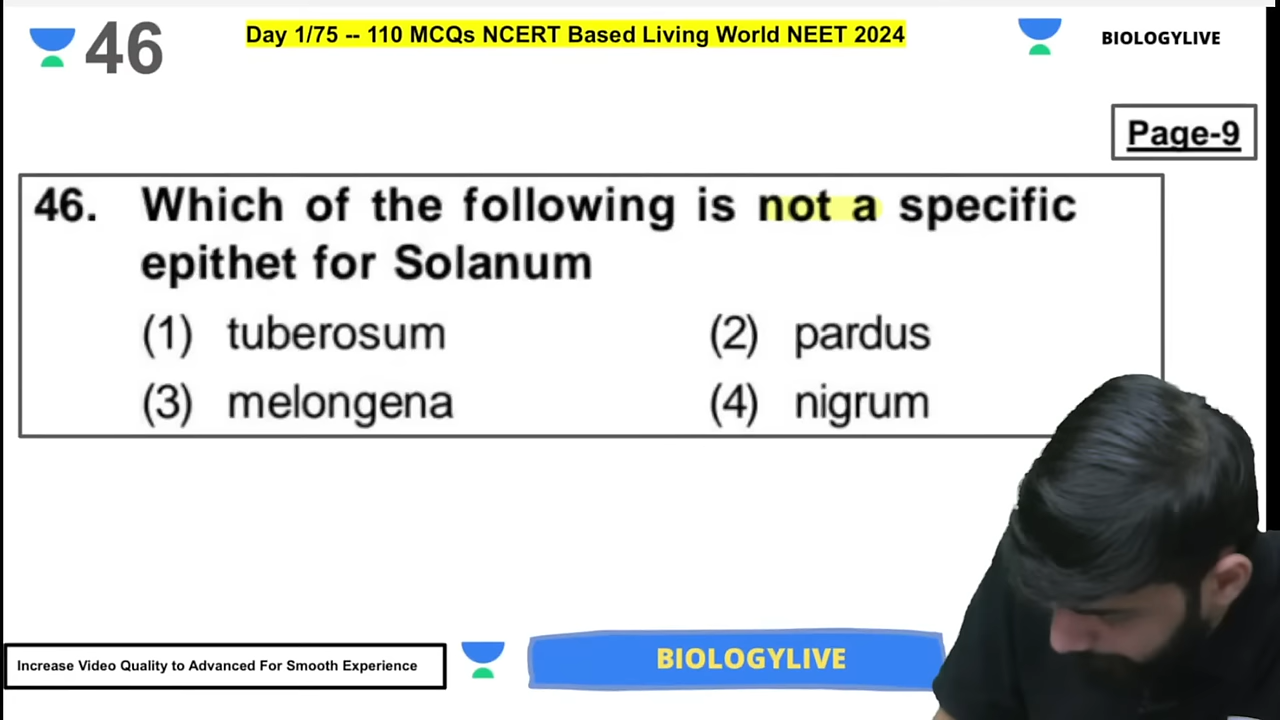 46
Day 1/75 -- 110 MCQs NCERT Based Living World NEET 2024
BIOLOGYLIVE
Page-9
46. Which of the following is not a specific
epithet for Solanum
(1) tuberosum (2) pardus
(3) melongena (4) nigrum
Increase Video Quality to Advanced For Smooth Experience
BIOLOGYLIVE